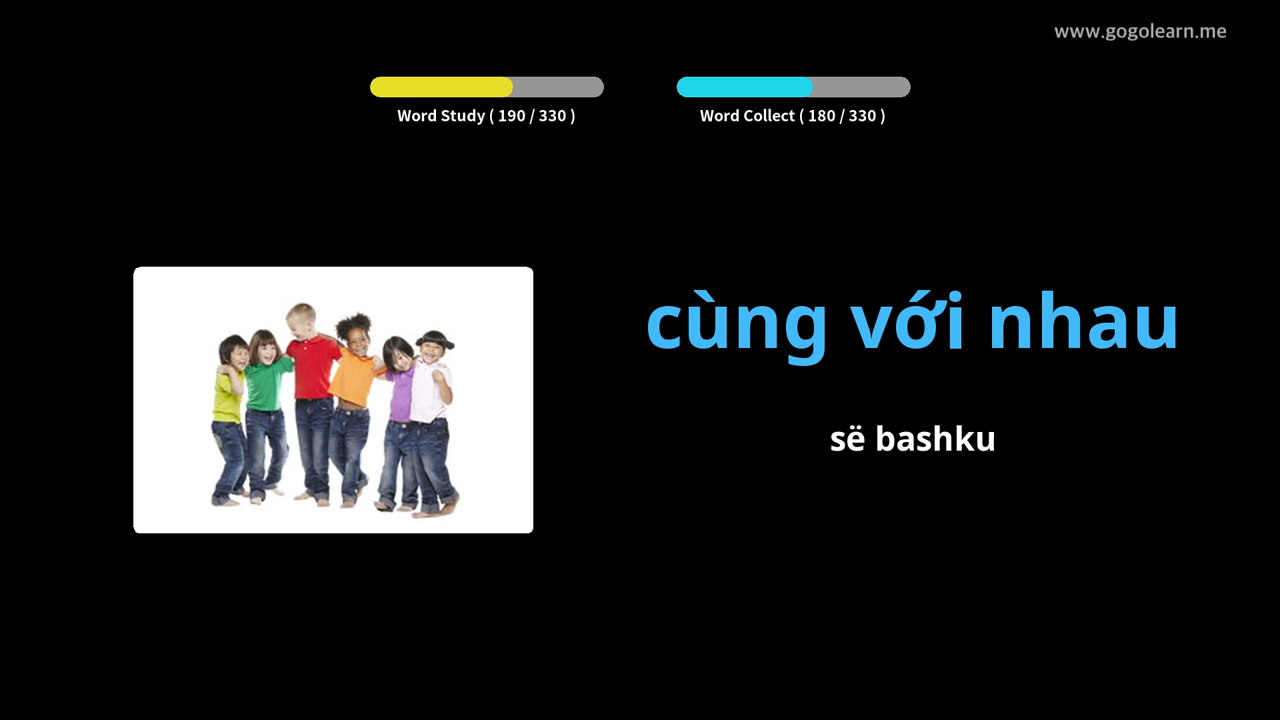 www.gogolearn.me
Word Study ( 190 / 330 )
Word Collect ( 180 / 330 )
cùng với nhau
së bashku